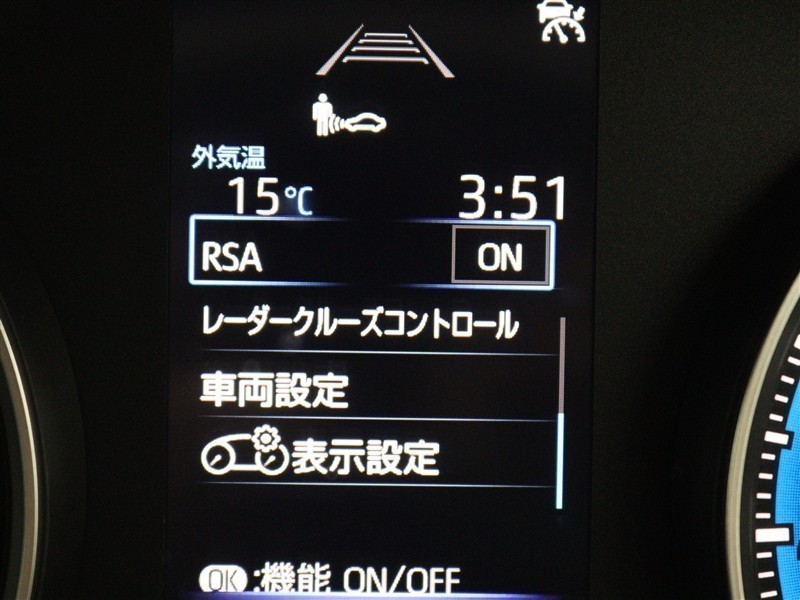 外気温
15℃ 3:51
RSA ON
レーダークルーズコントロール
車両設定
表示設定
OK:機能 ON/OFF